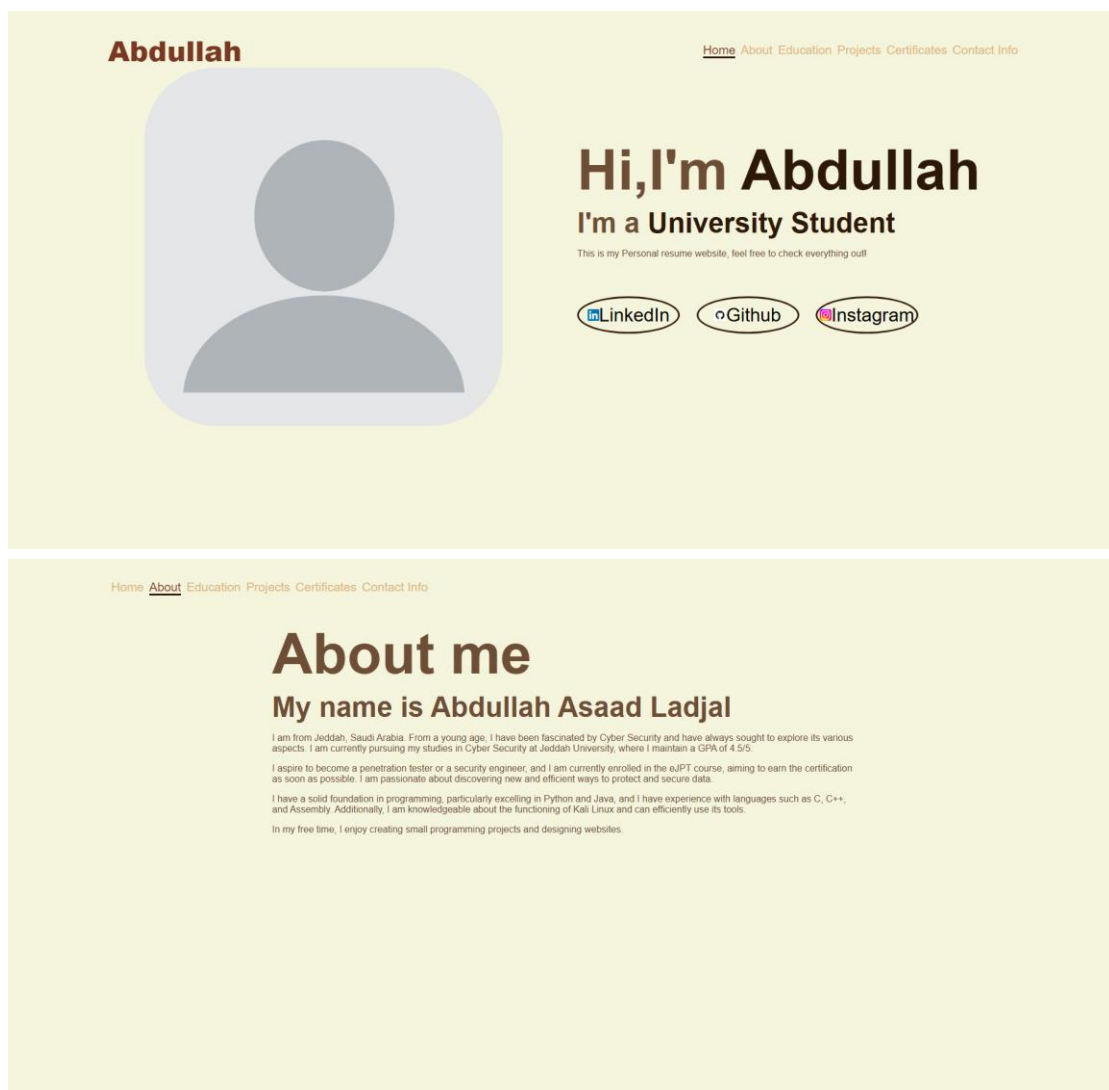 Abdullah
Home About Education Projects Certificates Contact Info
Hi,I'm Abdullah
I'm a University Student
This is my Personal resume website, feel free to check everything out!
LinkedIn Github Instagram
Home About Education Projects Certificates Contact Info
About me
My name is Abdullah Asaad Ladjal
I am from Jeddah, Saudi Arabia. From a young age, I have been fascinated by Cyber Security and have always sought to explore its various
aspects. I am currently pursuing my studies in Cyber Security at Jeddah University, where I maintain a GPA of 4.5/5.
I aspire to become a penetration tester or a security engineer, and I am currently enrolled in the eJPT course, aiming to earn the certification
as soon as possible. I am passionate about discovering new and efficient ways to protect and secure data.
I have a solid foundation in programming, particularly excelling in Python and Java, and I have experience with languages such as C, C++,
and Assembly. Additionally, I am knowledgeable about the functioning of Kali Linux and can efficiently use its tools.
In my free time, I enjoy creating small programming projects and designing websites.